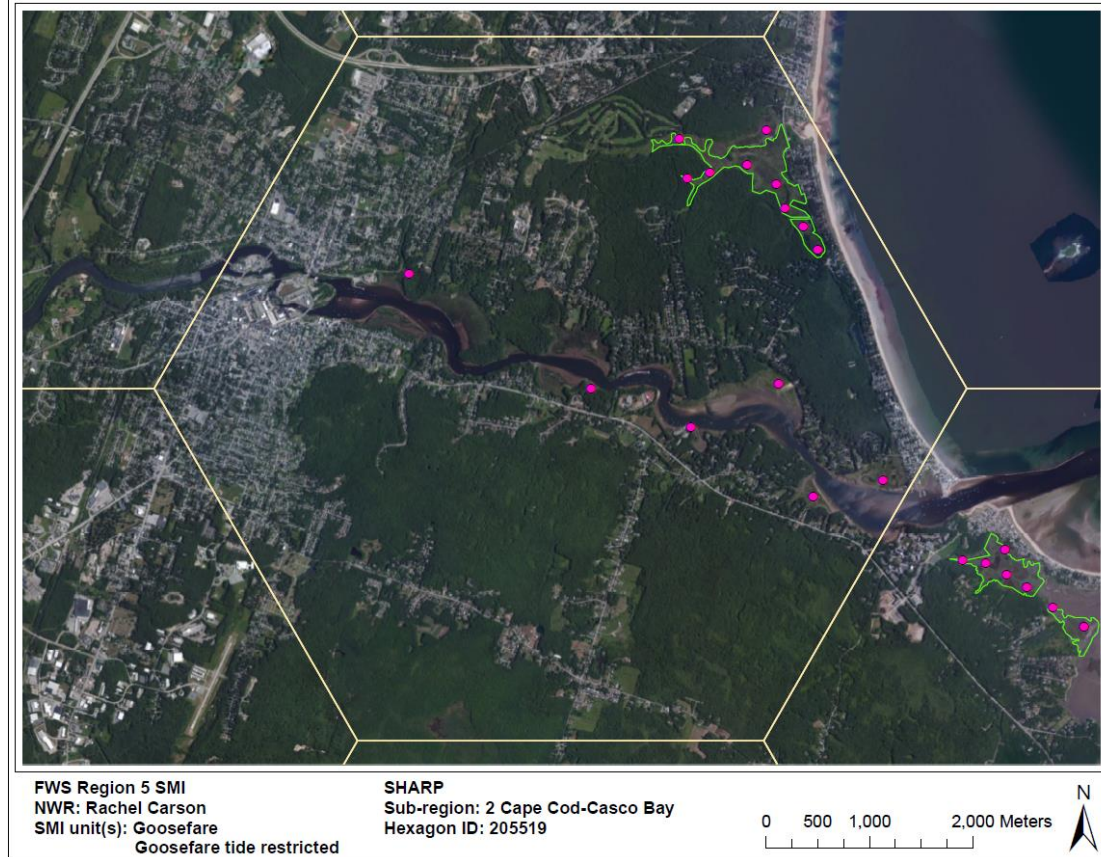 FWS Region 5 SMI
NWR: Rachel Carson
SMI unit(s): Goosefare
Goosefare tide restricted
SHARP
Sub-region: 2 Cape Cod-Casco Bay
Hexagon ID: 205519
0 500 1,000 2,000 Meters
N